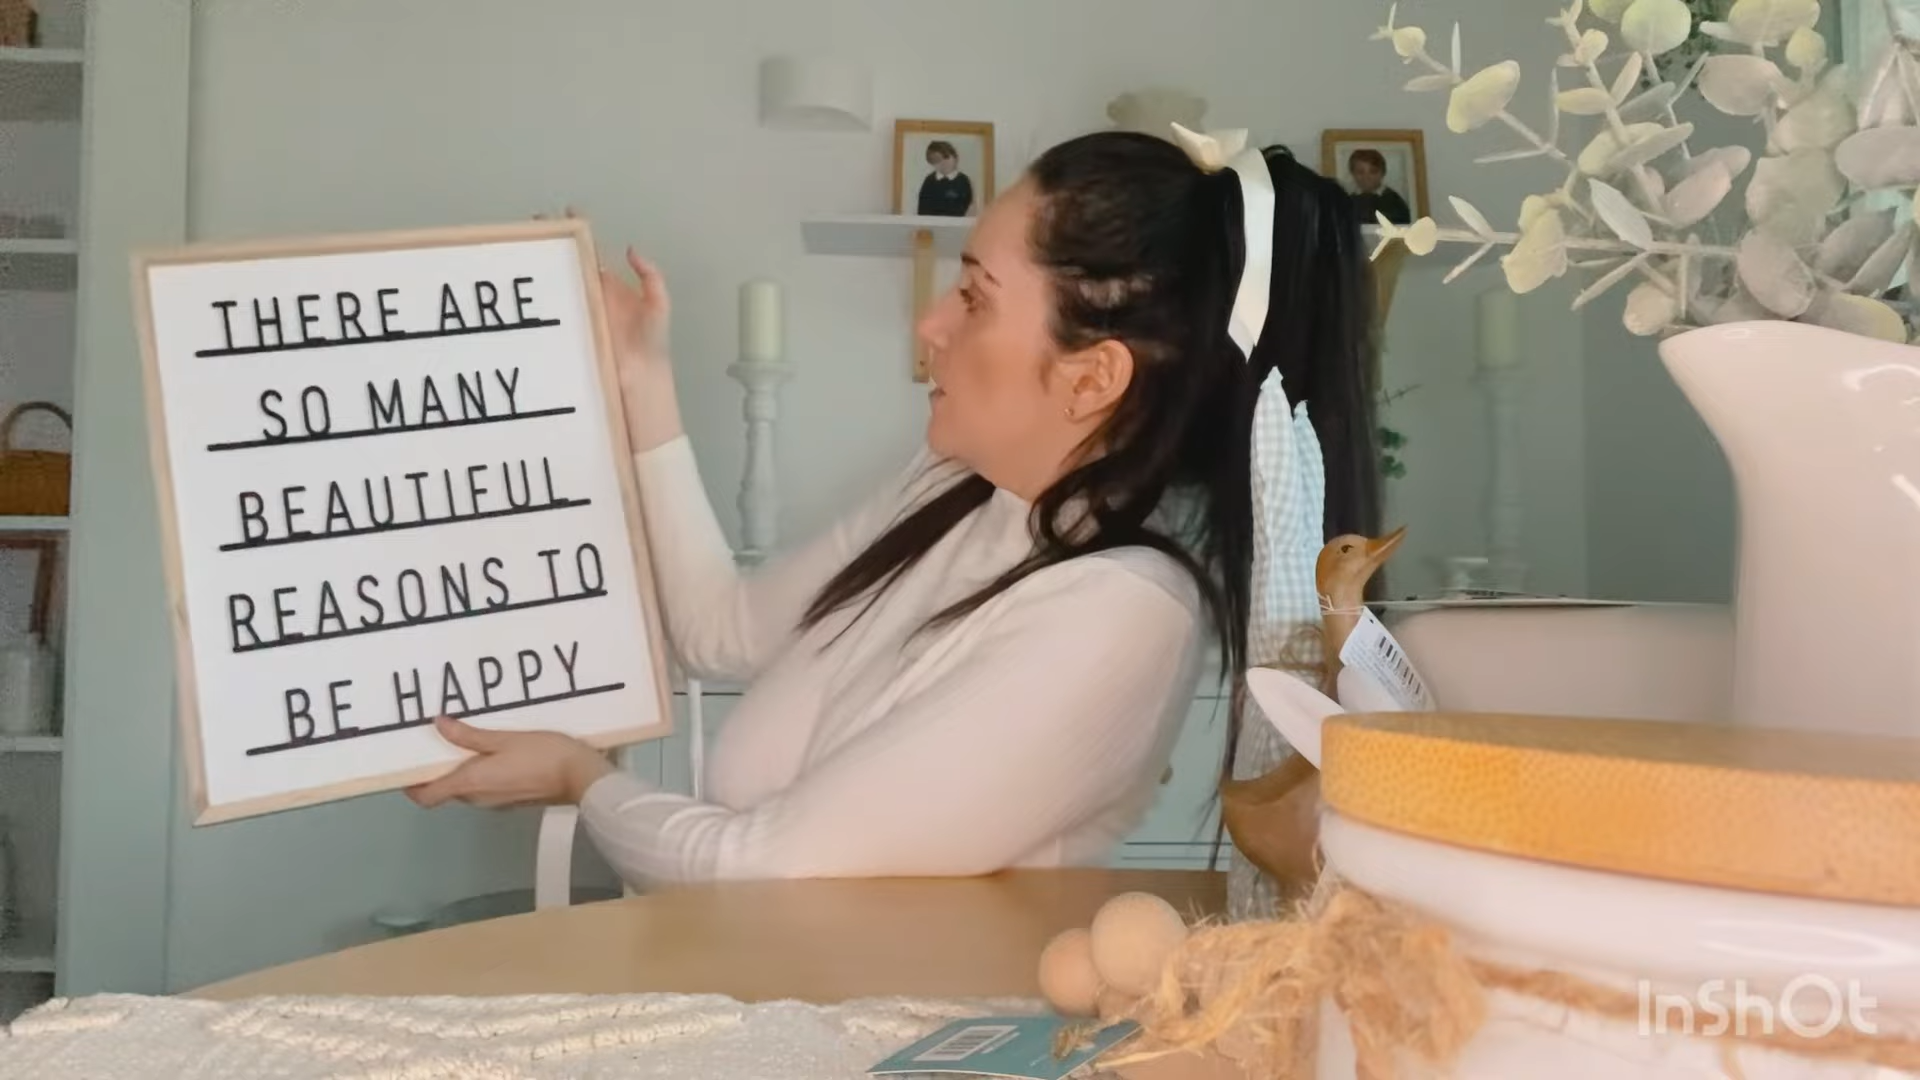 THERE ARE
SO MANY
BEAUTIFUL
REASONS TO
BE HAPPY
InShOt